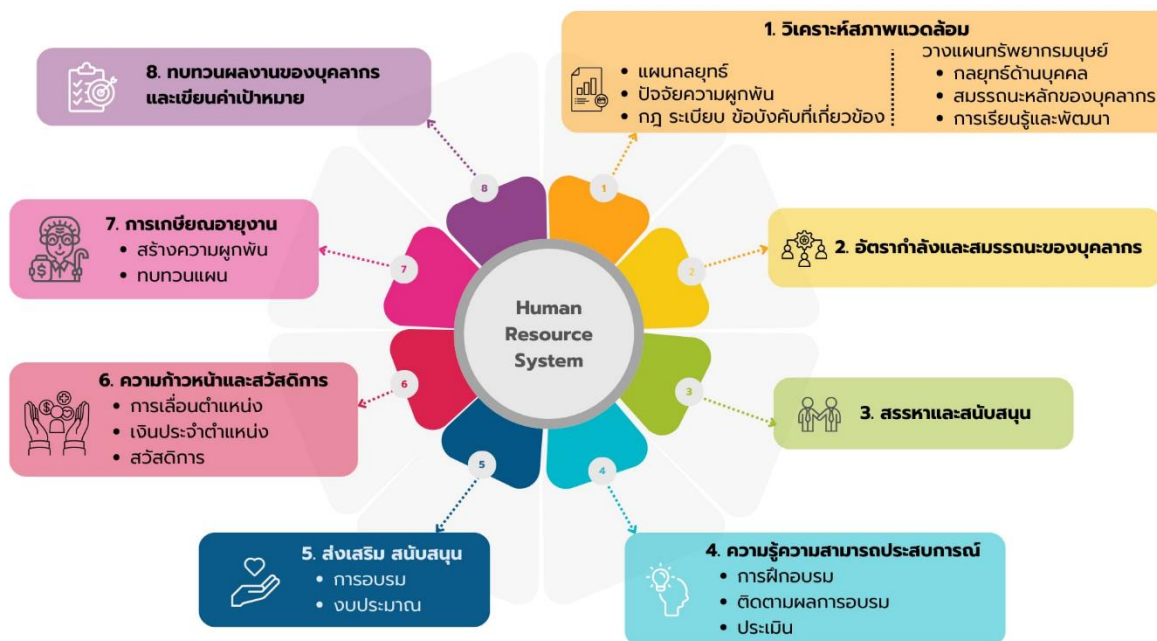 1. วิเคราะห์สภาพแวดล้อม
• แผนกลยุทธ์
• ปัจจัยความผูกพัน
• กฎ ระเบียบ ข้อบังคับที่เกี่ยวข้อง
วางแผนทรัพยากรมนุษย์
• กลยุทธ์ด้านบุคคล
• สมรรถนะหลักของบุคลากร
• การเรียนรู้และพัฒนา
2. อัตรากำลังและสมรรถนะของบุคลากร
3. สรรหาและสนับสนุน
4. ความรู้ความสามารถประสบการณ์
• การฝึกอบรม
• ติดตามผลการอบรม
• ประเมิน
5. ส่งเสริม สนับสนุน
• การอบรม
• งบประมาณ
6. ความก้าวหน้าและสวัสดิการ
• การเลื่อนตำแหน่ง
• เงินประจำตำแหน่ง
• สวัสดิการ
7. การเกษียณอายุงาน
• สร้างความผูกพัน
• ทบทวนแผน
8. ทบทวนผลงานของบุคลากร
และเขียนค่าเป้าหมาย
Human
Resource
System
1
2
3
4
5
6
7
8